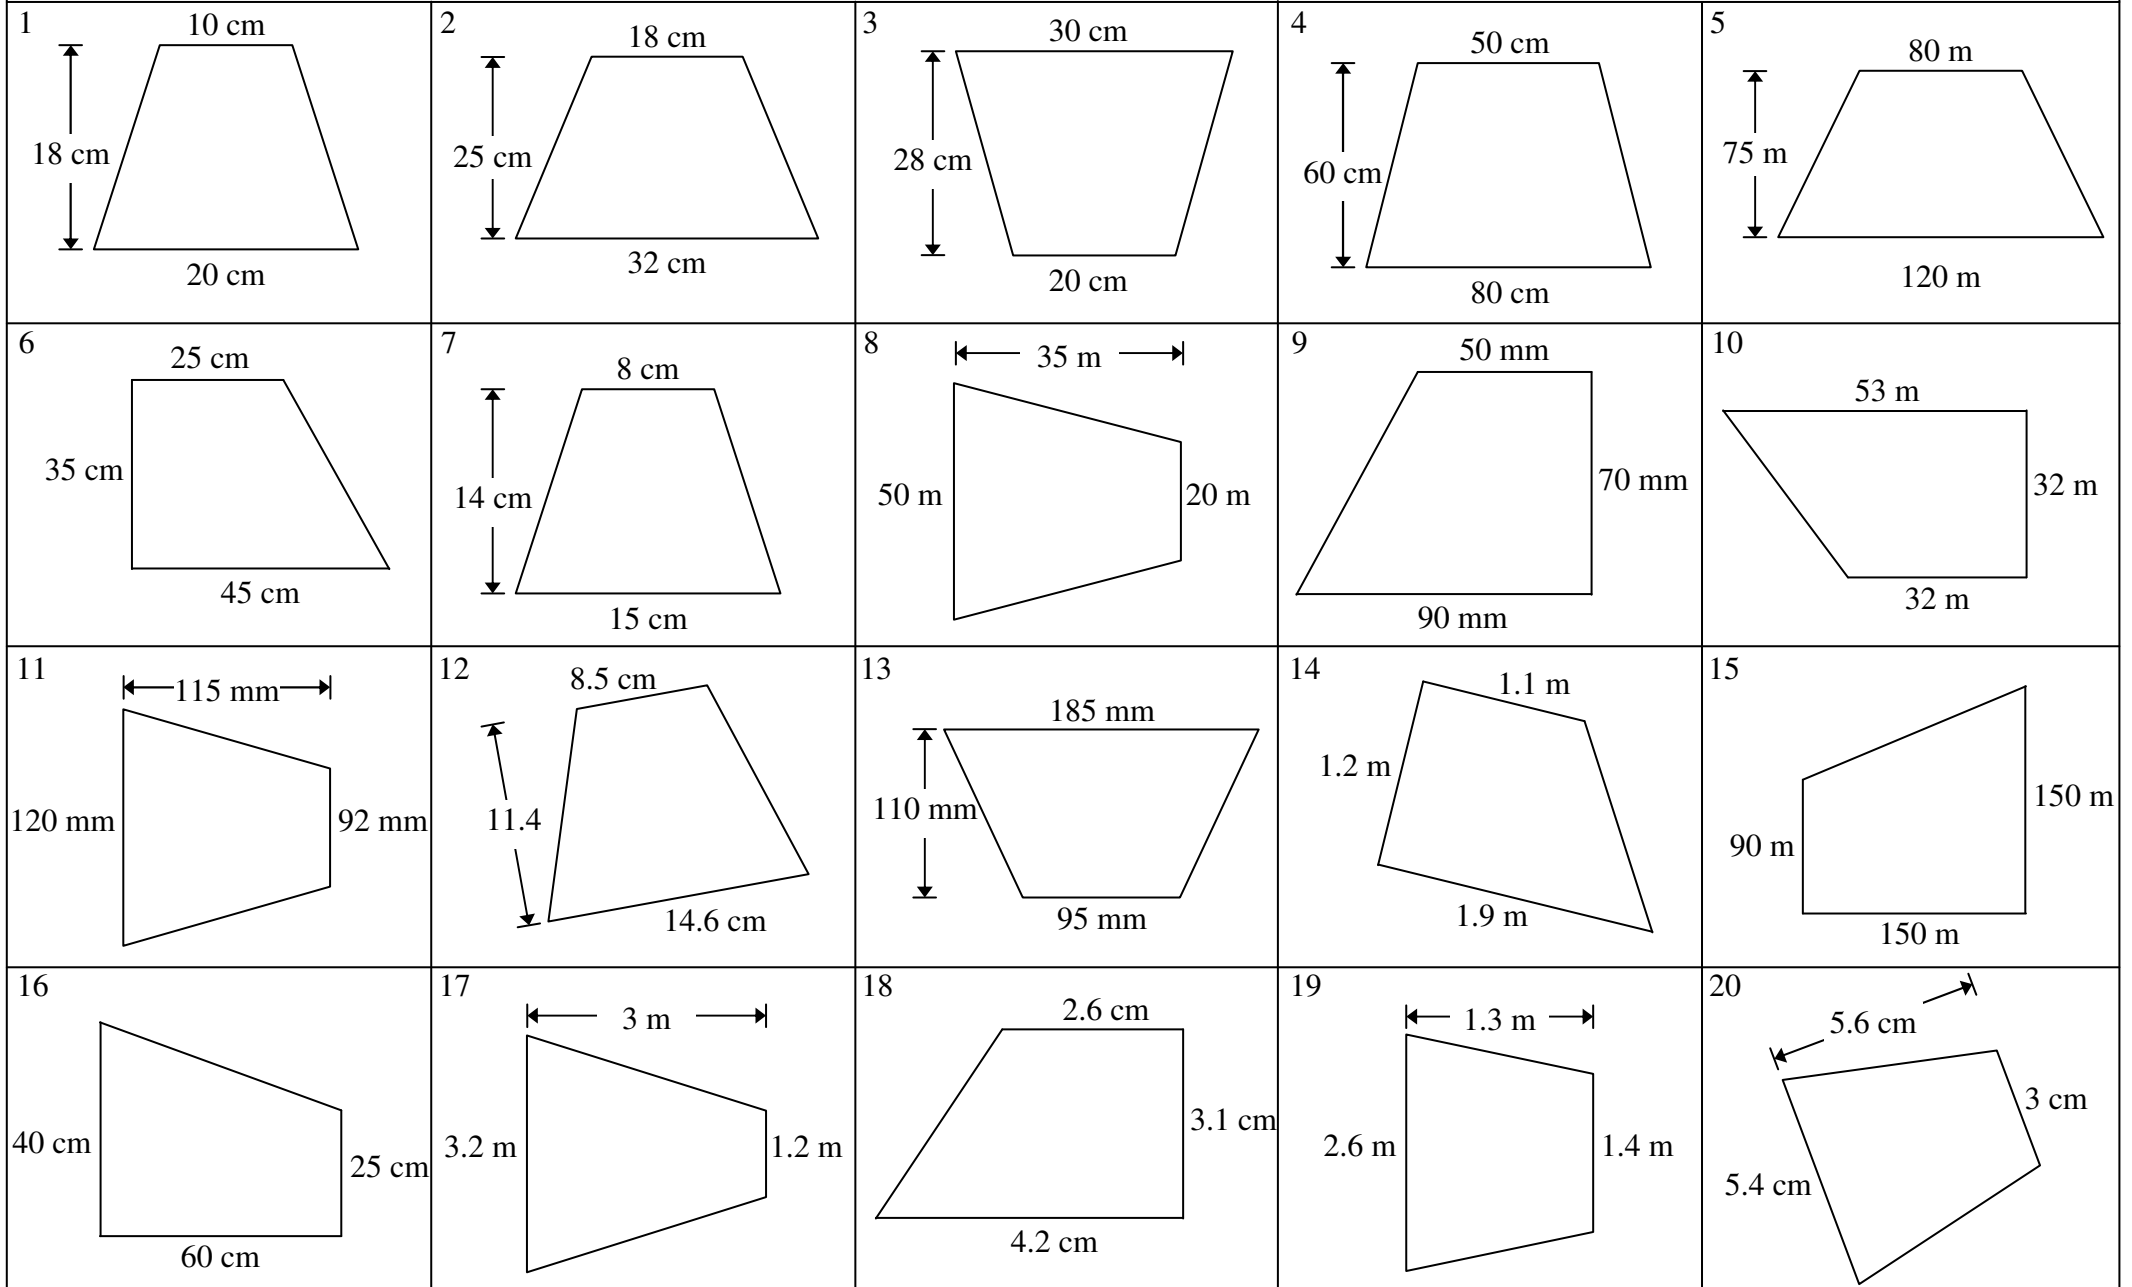 1
10 cm
18 cm
20 cm
2
18 cm
25 cm
32 cm
3
30 cm
28 cm
20 cm
4
50 cm
60 cm
80 cm
5
80 m
75 m
120 m
6
25 cm
35 cm
45 cm
7
8 cm
14 cm
15 cm
8
35 m
50 m
20 m
9
50 mm
70 mm
90 mm
10
53 m
32 m
32 m
11
115 mm
120 mm
92 mm
12
8.5 cm
11.4
14.6 cm
13
185 mm
110 mm
95 mm
14
1.1 m
1.2 m
1.9 m
15
150 m
90 m
150 m
16
40 cm
25 cm
60 cm
17
3 m
3.2 m
1.2 m
18
2.6 cm
3.1 cm
4.2 cm
19
1.3 m
2.6 m
1.4 m
20
5.6 cm
3 cm
5.4 cm